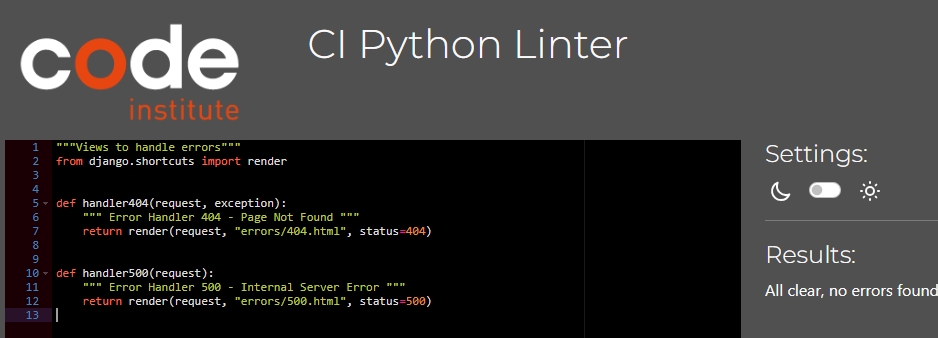 code
institute
CI Python Linter
1 """Views to handle errors"""
2 from django.shortcuts import render
3
4
5 def handler404(request, exception):
6     """ Error Handler 404 - Page Not Found """
7     return render(request, "errors/404.html", status=404)
8
9
10 def handler500(request):
11     """ Error Handler 500 - Internal Server Error """
12     return render(request, "errors/500.html", status=500)
13
Settings:
Results:
All clear, no errors found